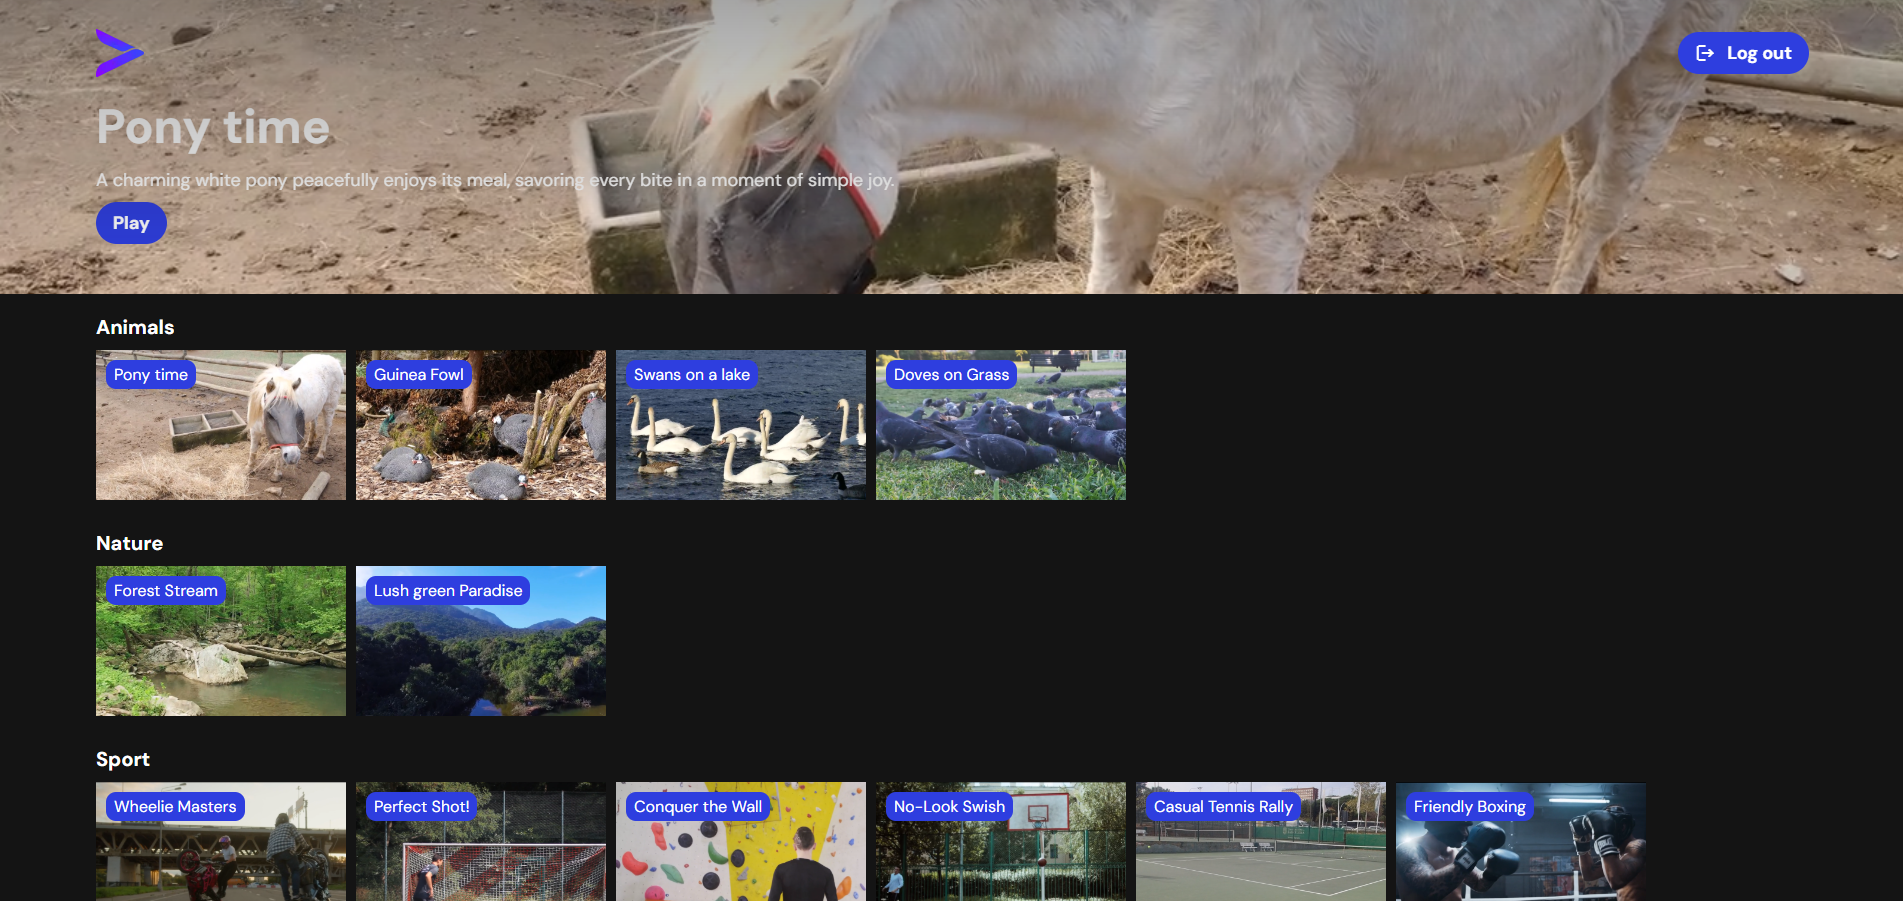 Log out
Pony time
A charming white pony peacefully enjoys its meal, savoring every bite in a moment of simple joy.
Play
Animals
Pony time
Guinea Fowl
Swans on a lake
Doves on Grass
Nature
Forest Stream
Lush green Paradise
Sport
Wheelie Masters
Perfect Shot!
Conquer the Wall
No-Look Swish
Casual Tennis Rally
Friendly Boxing